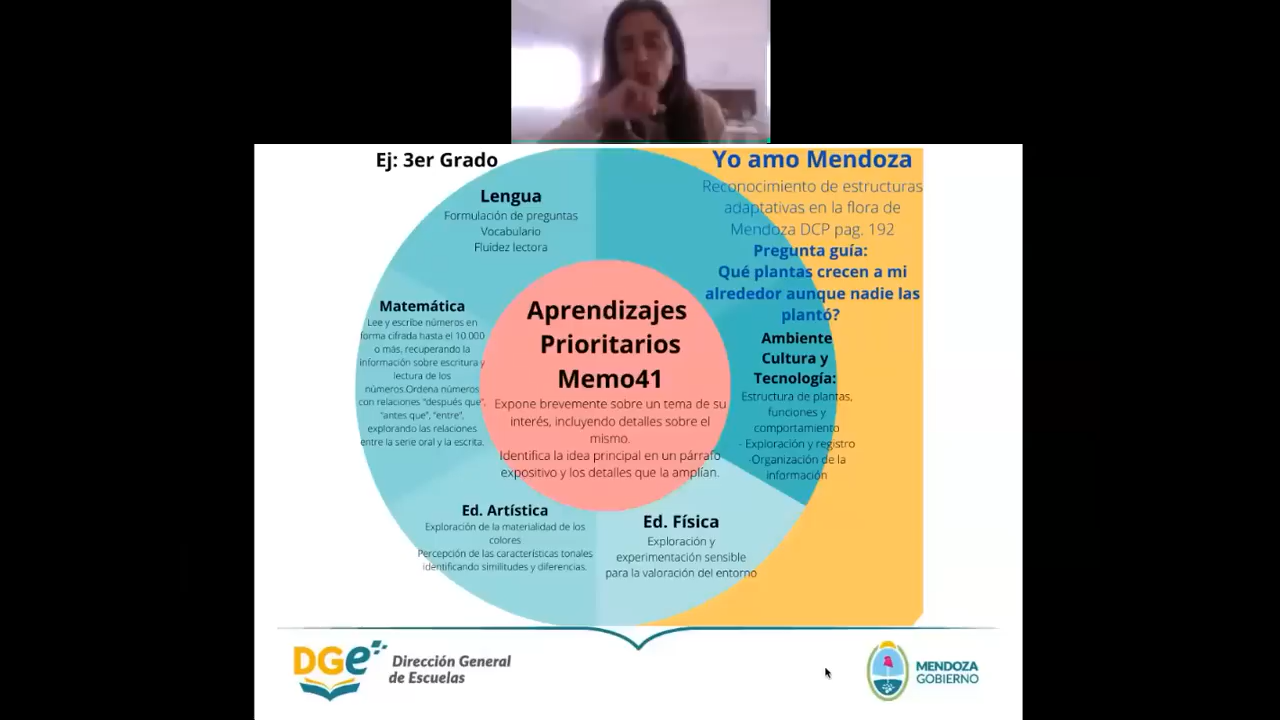 Ej: 3er Grado
Yo amo Mendoza
Reconocimiento de estructuras
adaptativas en la flora de
Mendoza DCP pag. 192
Pregunta guía:
Qué plantas crecen a mi
alrededor aunque nadie las
plantó?
Lengua
Formulación de preguntas
Vocabulario
Fluidez lectora
Matemática
Lee y escribe números en
forma cifrada hasta el 10 000
o más, recuperando la
información sobre escritura y
lectura de los
números.Ordena números
con relaciones "después que",
"antes que", "entre",
explorando las relaciones
entre la serie oral y la escrita.
Aprendizajes
Prioritarios
Memo41
Expone brevemente sobre un tema de su
interés, incluyendo detalles sobre el
mismo.
Identifica la idea principal en un párrafo
expositivo y los detalles que la amplían.
Ambiente
Cultura y
Tecnología:
Estructura de plantas,
funciones y
comportamiento
- Exploración y registro
-Organización de la
información
Ed. Artística
Exploración de la materialidad de los
colores
Percepción de las características tonales
identificando similitudes y diferencias.
Ed. Física
Exploración y
experimentación sensible
para la valoración del entorno
DGe
Dirección General
de Escuelas
MENDOZA
GOBIERNO